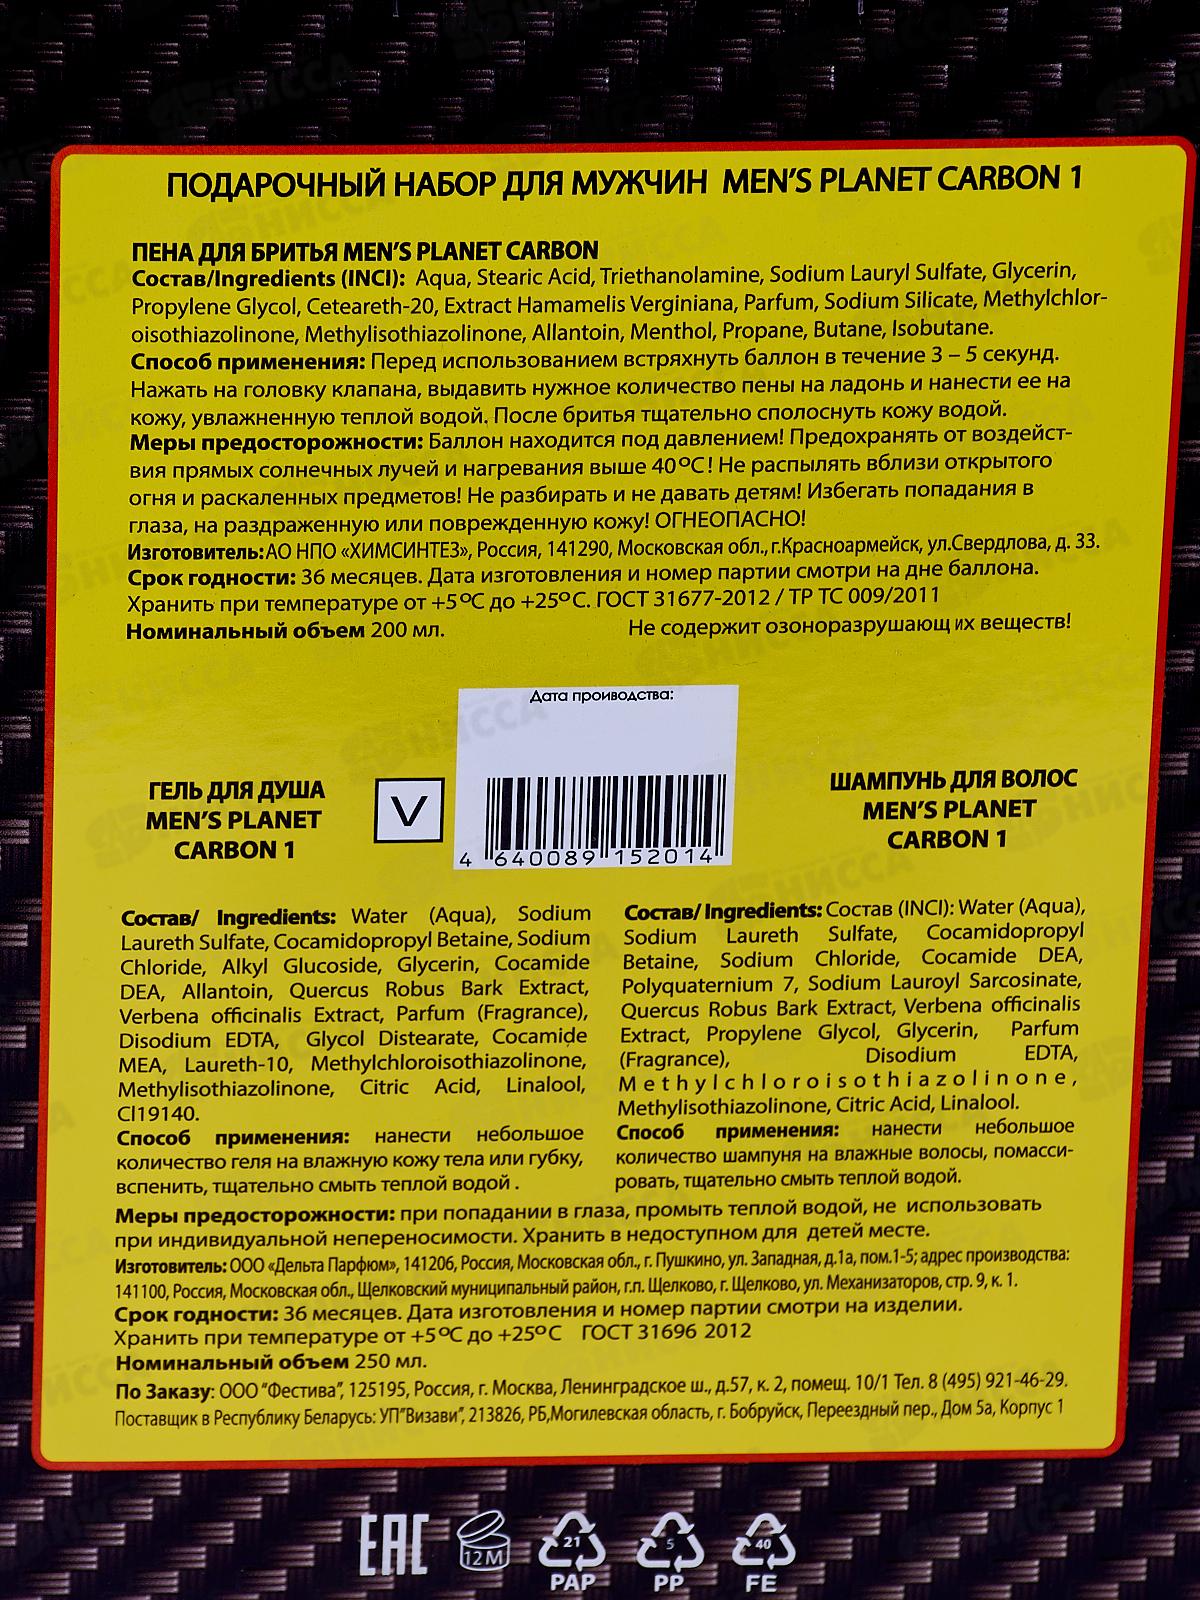 ПОДАРОЧНЫЙ НАБОР ДЛЯ МУЖЧИН MEN'S PLANET CARBON 1
ПЕНА ДЛЯ БРИТЬЯ MEN'S PLANET CARBON
Состав/Ingredients (INCI): Aqua, Stearic Acid, Triethanolamine, Sodium Lauryl Sulfate, Glycerin,
Propylene Glycol, Ceteareth-20, Extract Hamamelis Verginiana, Parfum, Sodium Silicate, Methylchlor-
oisothiazolinone, Methylisothiazolinone, Allantoin, Menthol, Propane, Butane, Isobutane.
Способ применения: Перед использованием встряхнуть баллон в течение 3 – 5 секунд.
Нажать на головку клапана, выдавить нужное количество пены на ладонь и нанести ее на
кожу, увлажненную теплой водой. После бритья тщательно сполоснуть кожу водой.
Меры предосторожности: Баллон находится под давлением! Предохранять от воздейст-
вия прямых солнечных лучей и нагревания выше 40ºС! Не распылять вблизи открытого
огня и раскаленных предметов! Не разбирать и не давать детям! Избегать попадания в
глаза, на раздраженную или поврежденную кожу! ОГНЕОПАСНО!
Изготовитель:АО НПО «ХИМСИНТЕЗ», Россия, 141290, Московская обл., г.Красноармейск, ул.Свердлова, д. 33.
Срок годности: 36 месяцев. Дата изготовления и номер партии смотри на дне баллона.
Хранить при температуре от +5ºС до +25ºС. ГОСТ 31677-2012 / ТР ТС 009/2011
Номинальный объем 200 мл. Не содержит озоноразрушающих веществ!
Дата проиводства:
4 640089 152014
ГЕЛЬ ДЛЯ ДУША
MEN'S PLANET
CARBON 1
V
ШАМПУНЬ ДЛЯ ВОЛОС
MEN'S PLANET
CARBON 1
Состав/ Ingredients: Water (Aqua), Sodium
Laureth Sulfate, Cocamidopropyl Betaine, Sodium
Chloride, Alkyl Glucoside, Glycerin, Cocamide
DEA, Allantoin, Quercus Robus Bark Extract,
Verbena officinalis Extract, Parfum (Fragrance),
Disodium EDTA, Glycol Distearate, Cocamide
MEA, Laureth-10, Methylchloroisothiazolinone,
Methylisothiazolinone, Citric Acid, Linalool,
Cl19140.
Способ применения: нанести небольшое
количество геля на влажную кожу тела или губку,
вспенить, тщательно смыть теплой водой .
Состав/ Ingredients: Состав (INCI): Water (Aqua),
Sodium Laureth Sulfate, Cocamidopropyl
Betaine, Sodium Chloride, Cocamide DEA,
Polyquaternium 7, Sodium Lauroyl Sarcosinate,
Quercus Robus Bark Extract, Verbena officinalis
Extract, Propylene Glycol, Glycerin, Parfum
(Fragrance), Disodium EDTA,
Methylchloroisothiazolinone,
Methylisothiazolinone, Citric Acid, Linalool.
Способ применения: нанести небольшое
количество шампуня на влажные волосы, помасси-
ровать, тщательно смыть теплой водой.
Меры предосторожности: при попадании в глаза, промыть теплой водой, не использовать
при индивидуальной непереносимости. Хранить в недоступном для детей месте.
Изготовитель: ООО «Дельта Парфюм», 141206, Россия, Московская обл., г. Пушкино, ул. Западная, д.1а, пом.1-5; адрес производства:
141100, Россия, Московская обл., Щелковский муниципальный район, г.п. Щелково, г. Щелково, ул. Механизаторов, стр. 9, к. 1.
Срок годности: 36 месяцев. Дата изготовления и номер партии смотри на изделии.
Хранить при температуре от +5ºС до +25ºС ГОСТ 31696 2012
Номинальный объем 250 мл.
По Заказу: ООО "Фестива", 125195, Россия, г. Москва, Ленинградское ш., д.57, к. 2, помещ. 10/1 Тел. 8 (495) 921-46-29.
Поставщик в Республику Беларусь: УП"Визави", 213826, РБ,Могилевская область, г. Бобруйск, Переездный пер., Дом 5а, Корпус 1
EAC 12M 21 5 40
PAP PP FE